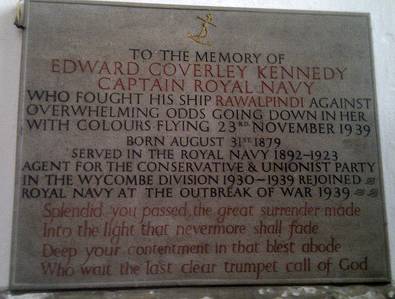 TO THE MEMORY OF
EDWARD COVERLEY KENNEDY
CAPTAIN ROYAL NAVY
WHO FOUGHT HIS SHIP RAWALPINDI AGAINST
OVERWHELMING ODDS GOING DOWN IN HER
WITH COLOURS FLYING 23RD NOVEMBER 1939
BORN AUGUST 31ST 1879
SERVED IN THE ROYAL NAVY 1892-1923
AGENT FOR THE CONSERVATIVE & UNIONIST PARTY
IN THE WYCOMBE DIVISION 1930-1939 REJOINED
ROYAL NAVY AT THE OUTBREAK OF WAR 1939
Splendid you passed, the great surrender made
Into the light that nevermore shall fade
Deep your contentment in that blest abode
Who wait the last clear trumpet call of God